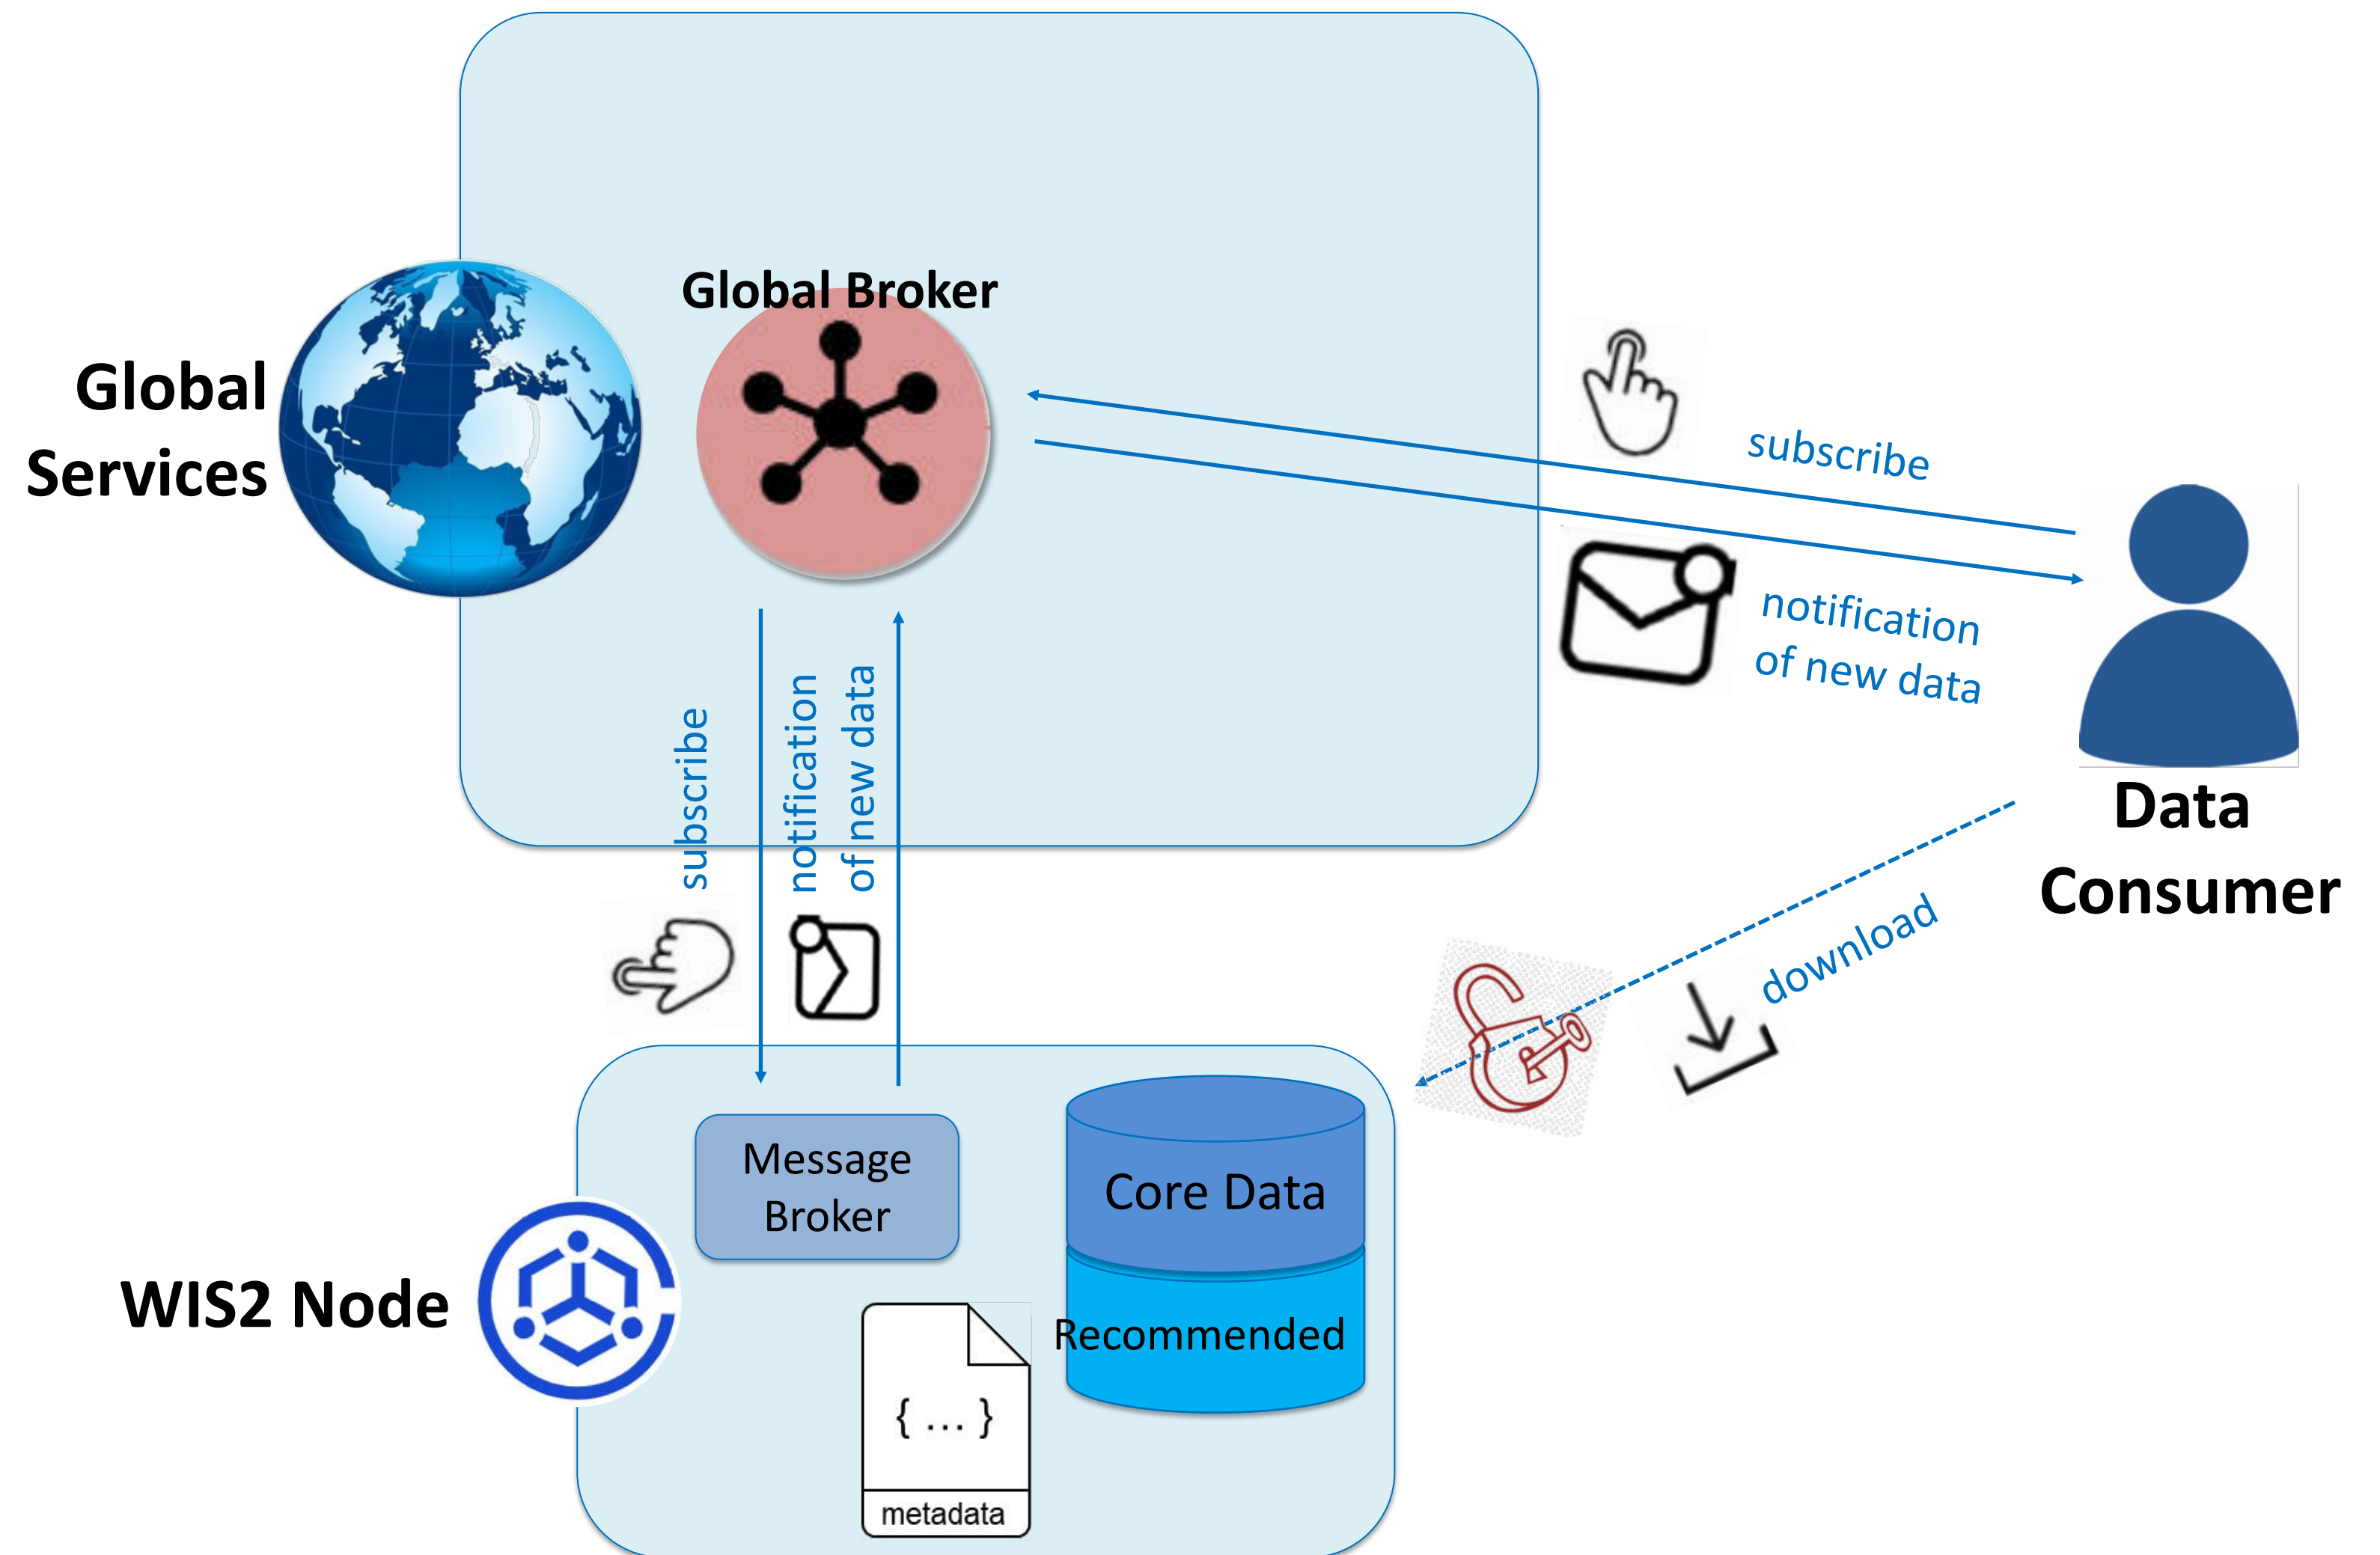 Global Broker
Global
Services
subscribe
notification
of new data
subscribe
notification
of new data
Data
Consumer
download
Message
Broker
Core Data
WIS2 Node
Recommended
{ ... }
metadata